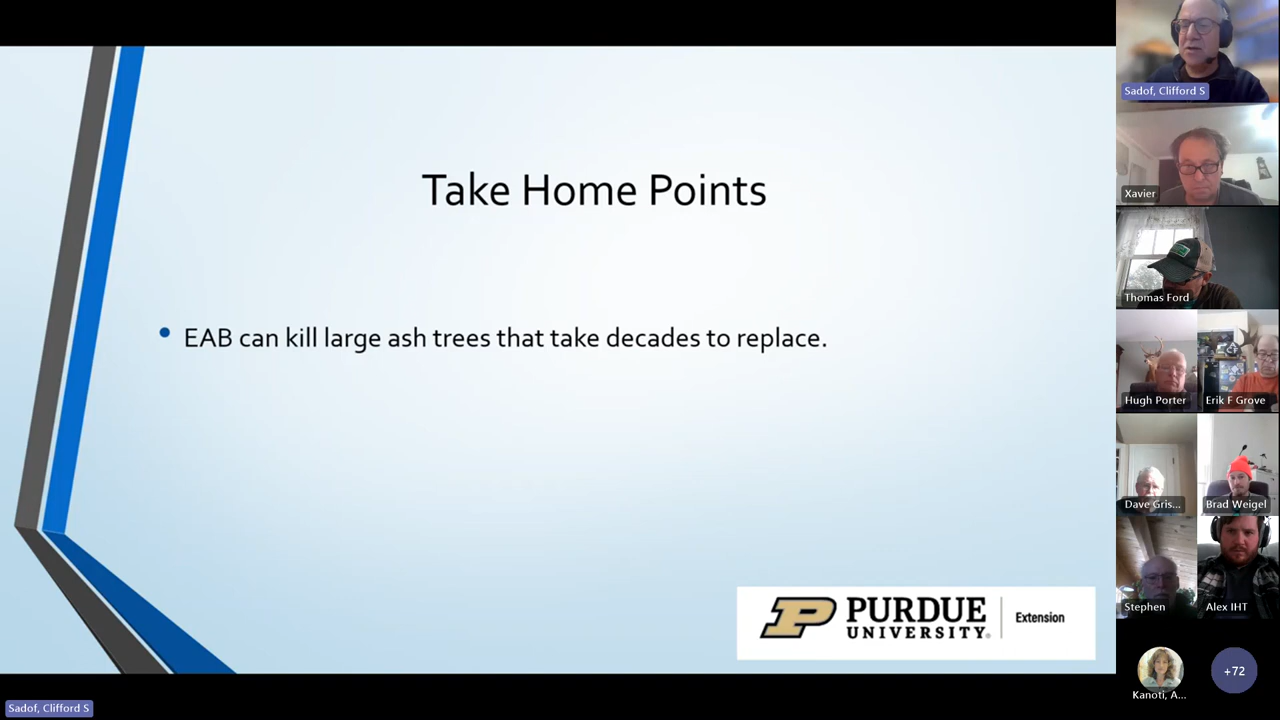 Take Home Points
• EAB can kill large ash trees that take decades to replace.
P PURDUE
UNIVERSITY®
Extension
Sadof, Clifford S
Sadof, Clifford S
Xavier
Thomas Ford
Hugh Porter
Erik F Grove
Dave Gris...
Brad Weigel
Stephen
Alex IHT
Kanoti, A...
+72